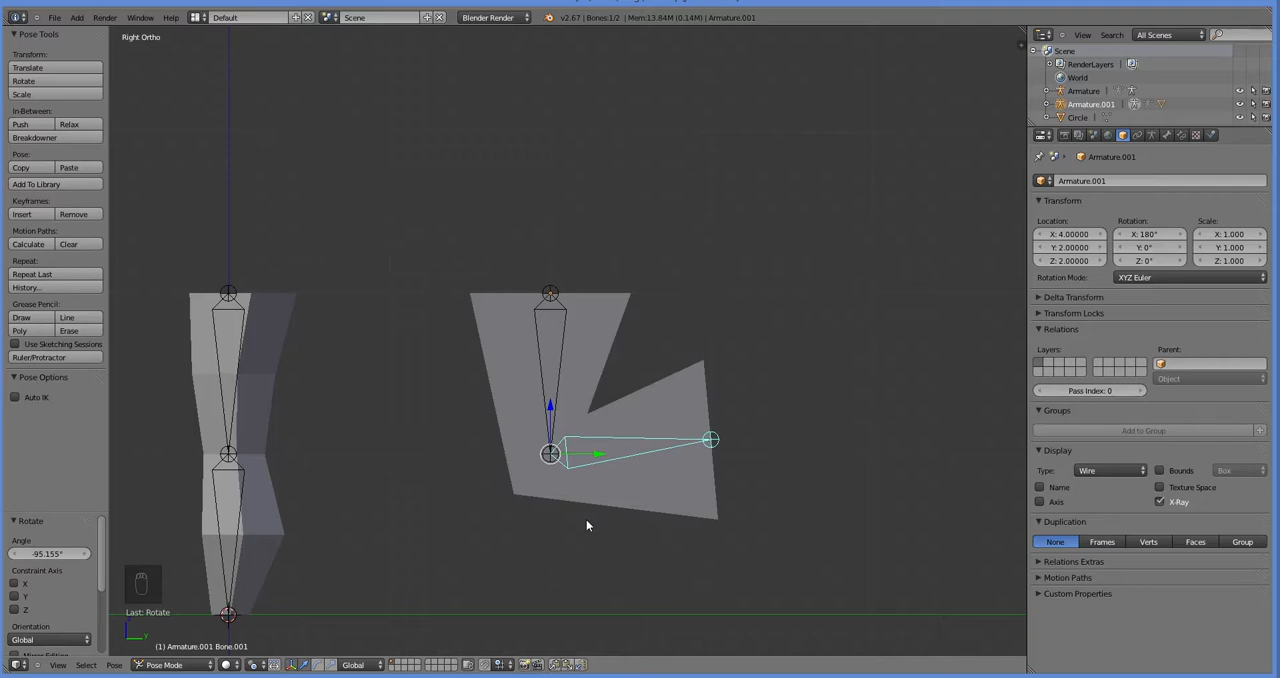 File Add Render Window Help Default Scene Blender Render v2.67 | Bones:1/2 | Mem:13.84M (0.14M) | Armature.001
Pose Tools
Transform:
Translate
Rotate
Scale
In-Between:
Push Relax
Breakdowner
Pose:
Copy Paste
Add To Library
Keyframes:
Insert Remove
Motion Paths:
Calculate Clear
Repeat:
Repeat Last
History...
Grease Pencil:
Draw Line
Poly Erase
Use Sketching Sessions
Ruler/Protractor
Pose Options
Auto IK
Rotate
Angle
-95.155°
Constraint Axis
X
Y
Z
Orientation
Global
Right Ortho
Last: Rotate
y
(1) Armature.001 Bone.001
View Select Pose Pose Mode Global
View Search All Scenes
Scene
RenderLayers
World
Armature
Armature.001
Circle
Armature.001
Armature.001
Transform
Location: Rotation: Scale:
X: 4.00000 X: 180° X: 1.000
Y: 2.00000 Y: 0° Y: 1.000
Z: 2.00000 Z: 0° Z: 1.000
Rotation Mode: XYZ Euler
Delta Transform
Transform Locks
Relations
Layers: Parent:
Object
Pass Index: 0
Groups
Add to Group
Display
Type: Wire Bounds Box
Name Texture Space
Axis X-Ray
Duplication
None Frames Verts Faces Group
Relations Extras
Motion Paths
Custom Properties